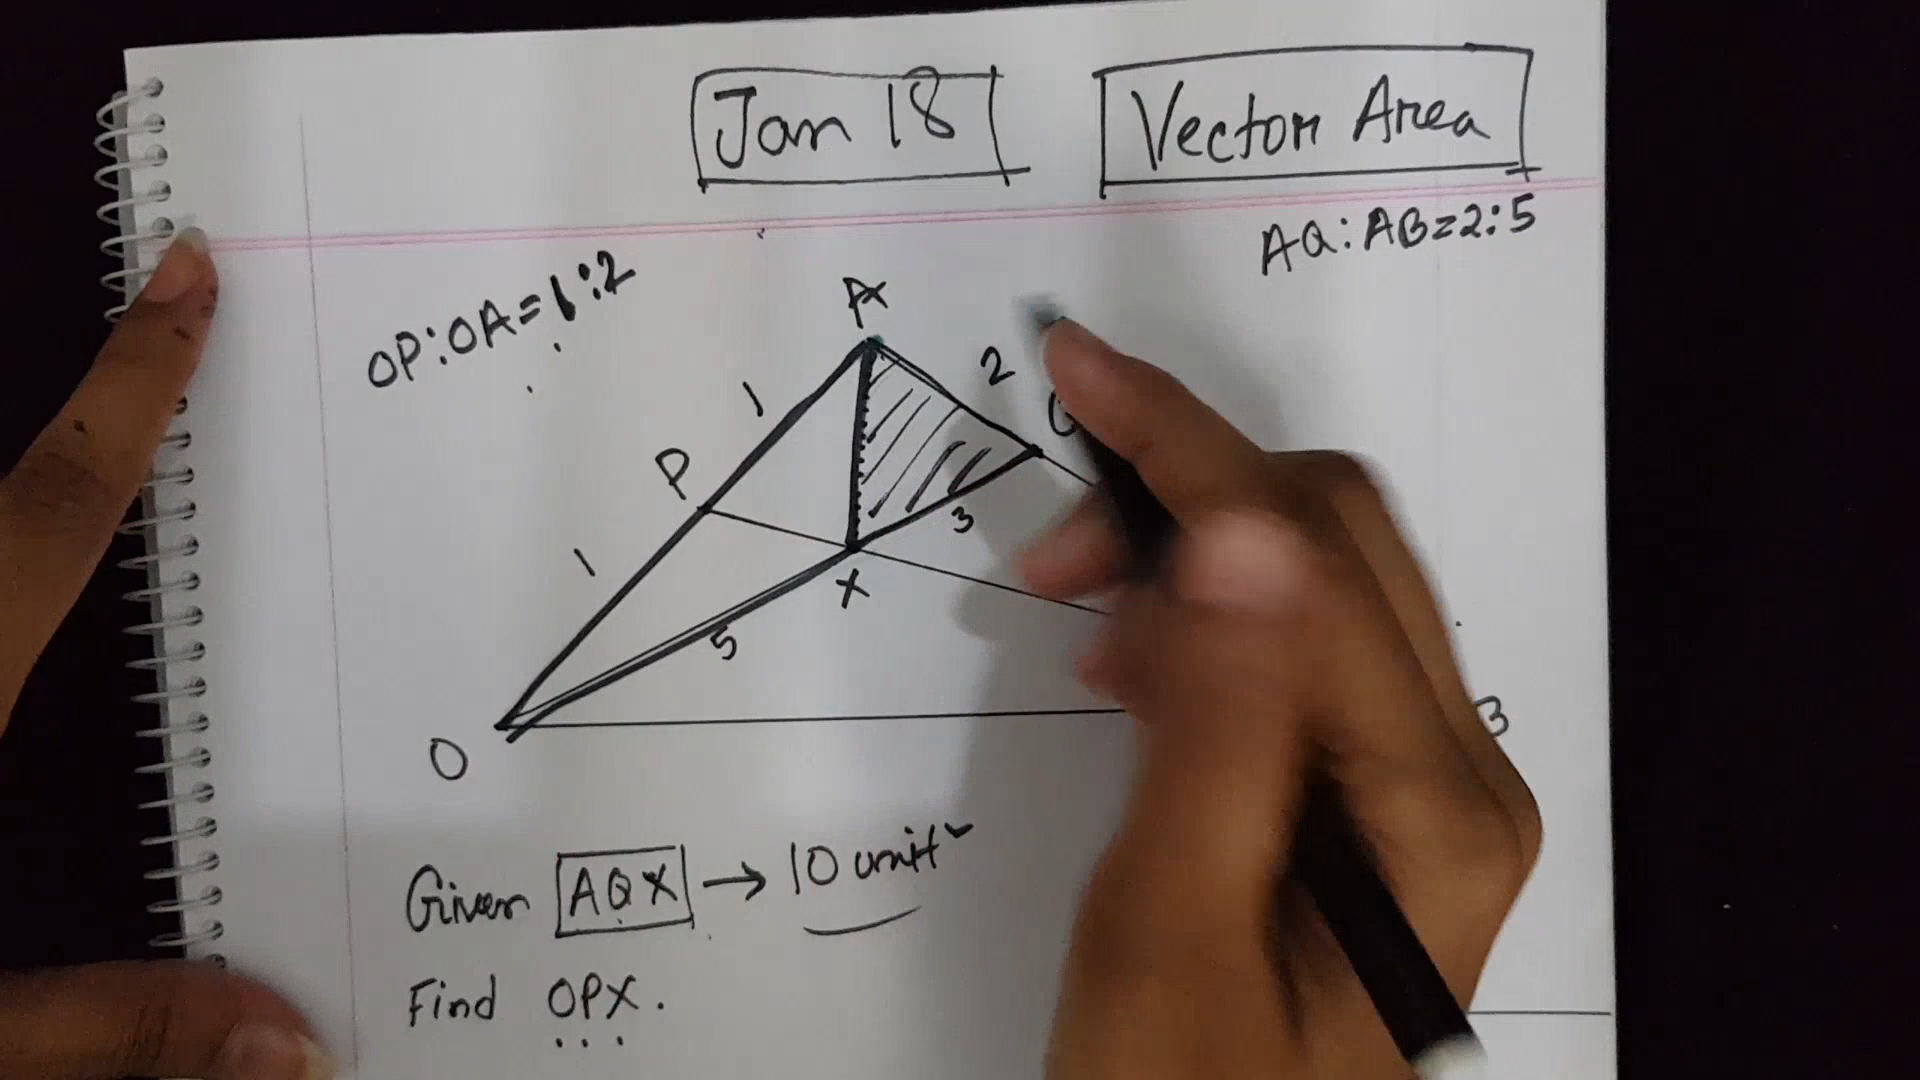 Jan 18
Vector Area
AQ:AB=2:5
OP:OA=1:2
A
2
1
P
3
1
X
5
B
O
Given AQX → 10 unit²
Find OPX.